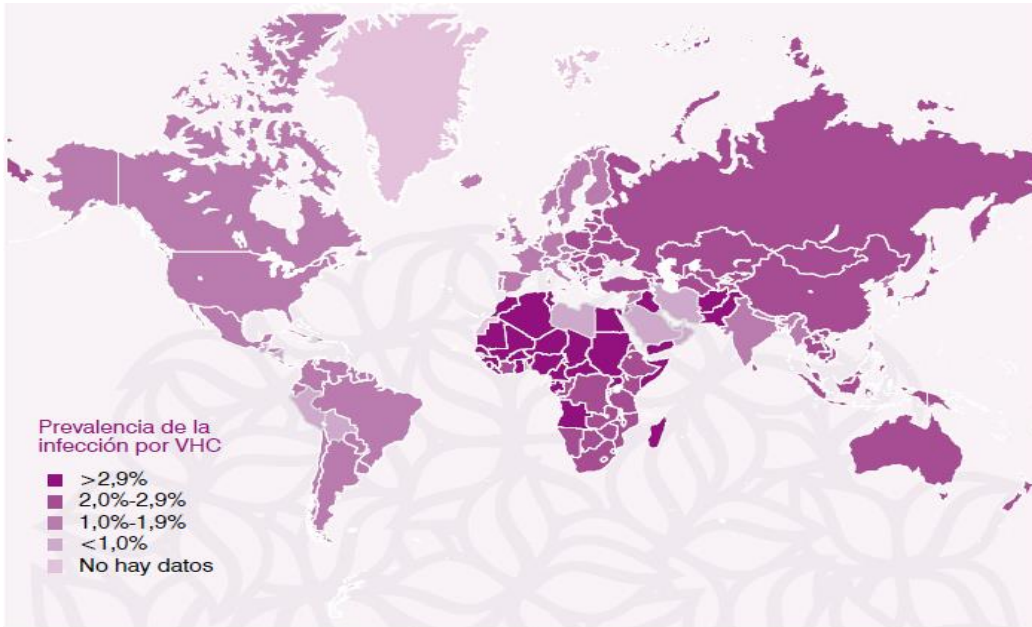 Prevalencia de la
infección por VHC
>2,9%
2,0%-2,9%
1,0%-1,9%
<1,0%
No hay datos